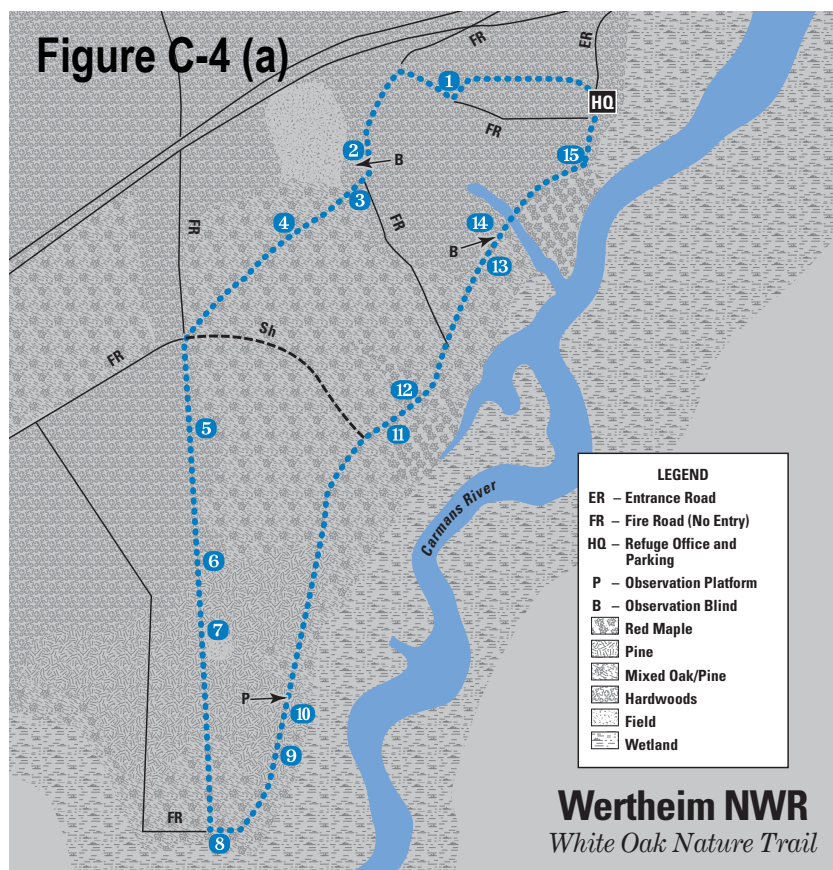 Figure C-4 (a)
FR
ER
1
HQ
FR
2
B
15
3
4
14
FR
FR
B
13
Sh
FR
12
5
11
LEGEND
ER – Entrance Road
FR – Fire Road (No Entry)
HQ – Refuge Office and
Parking
P – Observation Platform
B – Observation Blind
Red Maple
Pine
Mixed Oak/Pine
Hardwoods
Field
Wetland
Carmans River
6
7
P
10
9
FR
8
Wertheim NWR
White Oak Nature Trail